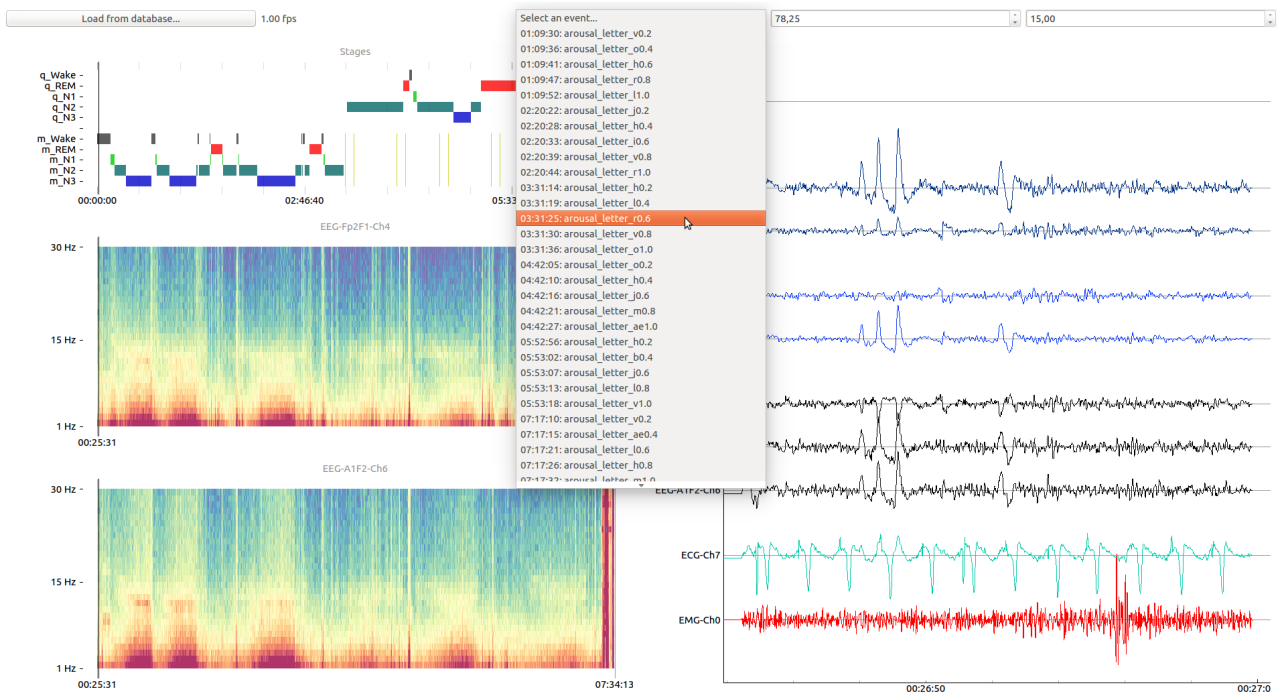 Load from database...
1.00 fps
Select an event...
78,25
15,00
01:09:30: arousal_letter_v0.2
01:09:36: arousal_letter_o0.4
01:09:41: arousal_letter_h0.6
01:09:47: arousal_letter_r0.8
01:09:52: arousal_letter_l1.0
02:20:22: arousal_letter_j0.2
02:20:28: arousal_letter_h0.4
02:20:33: arousal_letter_i0.6
02:20:39: arousal_letter_v0.8
02:20:44: arousal_letter_r1.0
03:31:14: arousal_letter_h0.2
03:31:19: arousal_letter_l0.4
03:31:25: arousal_letter_r0.6
03:31:30: arousal_letter_v0.8
03:31:36: arousal_letter_o1.0
04:42:05: arousal_letter_o0.2
04:42:10: arousal_letter_h0.4
04:42:16: arousal_letter_j0.6
04:42:21: arousal_letter_m0.8
04:42:27: arousal_letter_ae1.0
05:52:56: arousal_letter_h0.2
05:53:02: arousal_letter_b0.4
05:53:07: arousal_letter_j0.6
05:53:13: arousal_letter_l0.8
05:53:18: arousal_letter_v1.0
07:17:10: arousal_letter_v0.2
07:17:15: arousal_letter_ae0.4
07:17:21: arousal_letter_l0.6
07:17:26: arousal_letter_h0.8
07:17:32: arousal_letter_m1.0
Stages
q_Wake
q_REM
q_N1
q_N2
q_N3
m_Wake
m_REM
m_N1
m_N2
m_N3
00:00:00
02:46:40
05:33
EEG-Fp2F1-Ch4
30 Hz
15 Hz
1 Hz
00:25:31
EEG-A1F2-Ch6
30 Hz
15 Hz
1 Hz
00:25:31
07:34:13
EEG-A1F2-Ch6
ECG-Ch7
EMG-Ch0
00:26:50
00:27:0